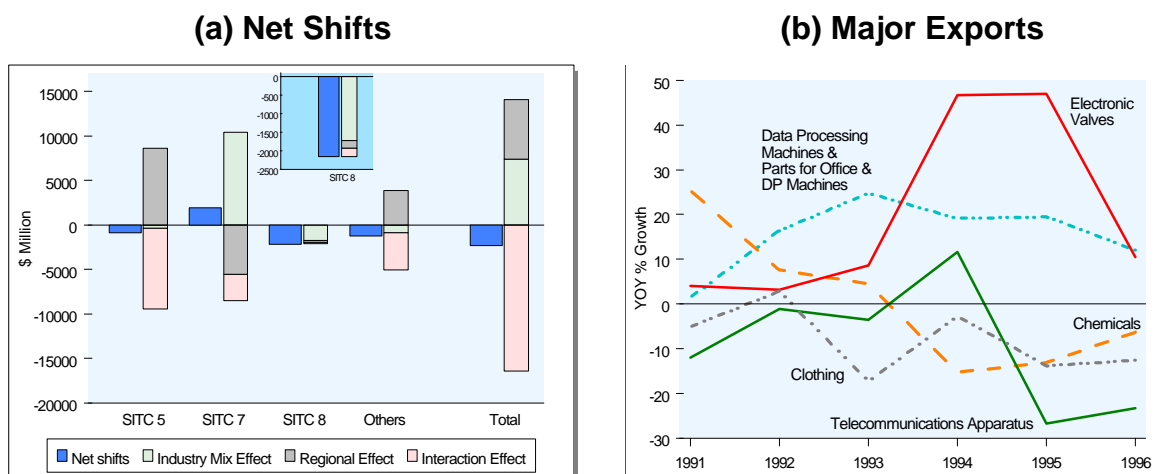 (a) Net Shifts
$ Million
15000
10000
5000
0
-5000
-10000
-15000
-20000
0
-500
-1000
-1500
-2000
-2500
SITC 8
SITC 5 SITC 7 SITC 8 Others Total
Net shifts Industry Mix Effect Regional Effect Interaction Effect
(b) Major Exports
YOY % Growth
50
40
30
20
10
0
-10
-20
-30
Electronic
Valves
Data Processing
Machines &
Parts for Office &
DP Machines
Chemicals
Clothing
Telecommunications Apparatus
1991 1992 1993 1994 1995 1996